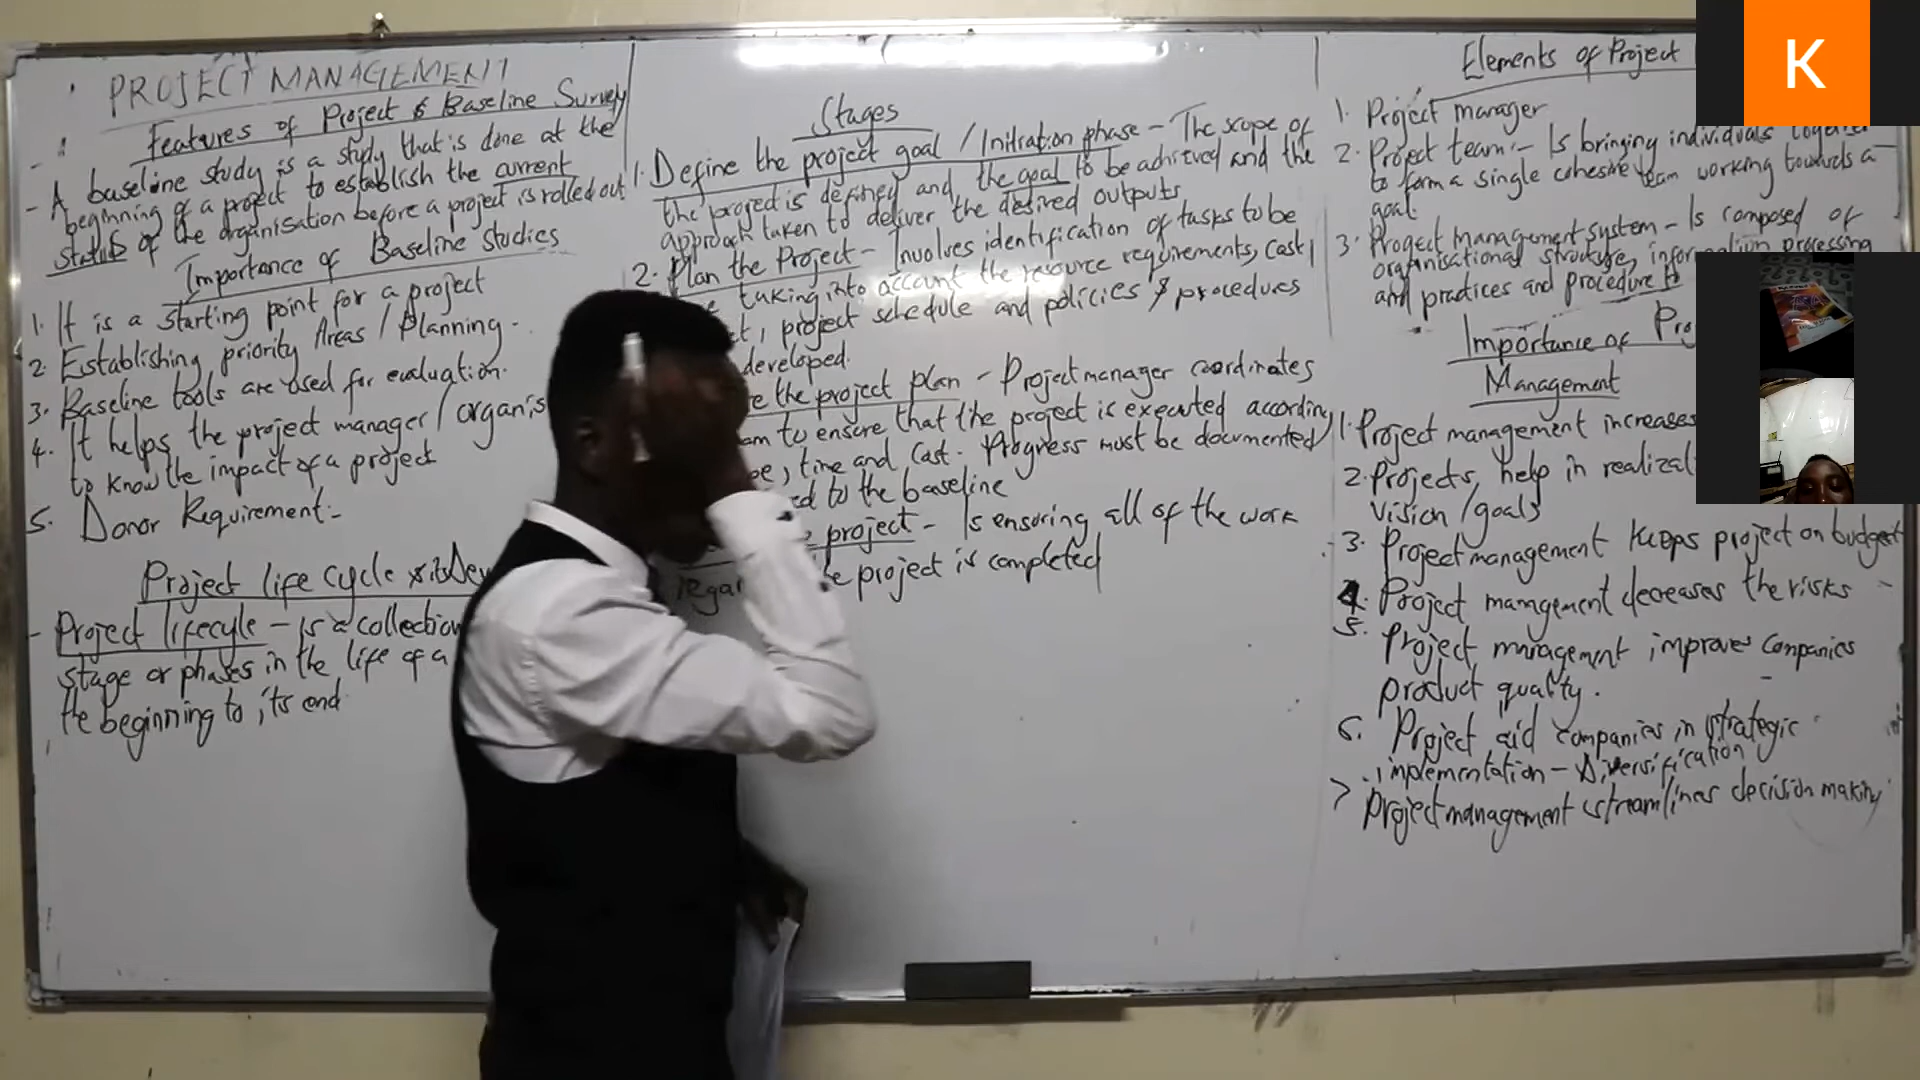 PROJECT MANAGEMENT
Features of Project & Baseline Survey
- A baseline study is a study that is done at the
beginning of a project to establish the current
status of the organisation before a project is rolled out
Importance of Baseline Studies
1. It is a starting point for a project
2. Establishing priority Areas / Planning.
3. Baseline tools are used for evaluation.
4. It helps the project manager / organis
to know the impact of a project
5. Donor Requirement:-
Project life cycle
- Project lifecyle - is a collection
stage or phases in the life of a
the beginning to its end
Stages
1. Define the project goal / Initiation phase - The scope of
the project is defined and, the goal to be achieved and the
approach taken to deliver the desired outputs
2. Plan the Project - Involves identification of tasks to be
taking into account the resource requirements, cost,
project schedule and policies & procedures
developed.
the project plan - Project manager coordinates
to ensure that the project is executed according
time and Cost. Progress must be documented
to the baseline
project - Is ensuring all of the work
the project is completed
Elements of Project
1. Project manager
2. Project team:- Is bringing individuals together
to form a single cohesive team working towards a
goal
3. Project Management system - Is composed of
organisational structure, information processing
and practices and procedure to
Importance of
Management
1. Project management increases
2. Projects, help in
vision / goals
3. Project management keeps project on budget
4. Project management decreases the risks
5. Project management improves companies
product quality.
6. Project aid companies in strategic
implementation - Diversification
7 Project management streamlines decision making
K